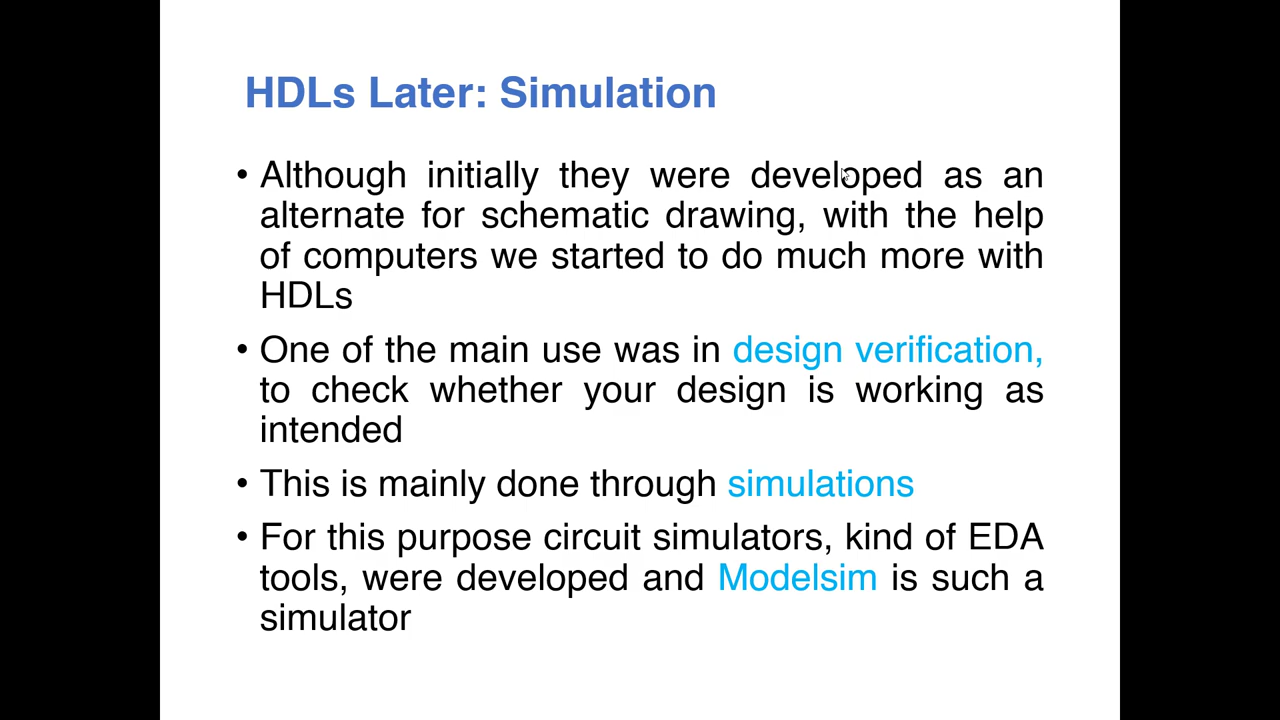 HDLs Later: Simulation
• Although initially they were developed as an
alternate for schematic drawing, with the help
of computers we started to do much more with
HDLs
• One of the main use was in design verification,
to check whether your design is working as
intended
• This is mainly done through simulations
• For this purpose circuit simulators, kind of EDA
tools, were developed and Modelsim is such a
simulator